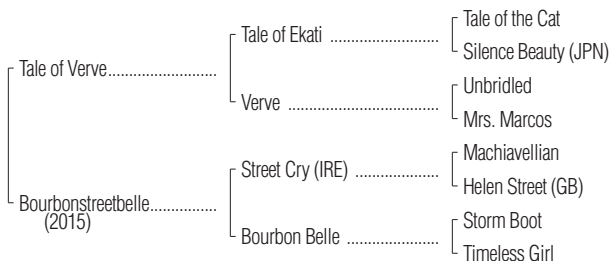 Tale of the Cat
Tale of Ekati ........................
Silence Beauty (JPN)
Tale of Verve........................
Unbridled
Verve ................................
Mrs. Marcos
Machiavellian
Street Cry (IRE) ...................
Helen Street (GB)
Bourbonstreetbelle...............
(2015)
Storm Boot
Bourbon Belle .....................
Timeless Girl